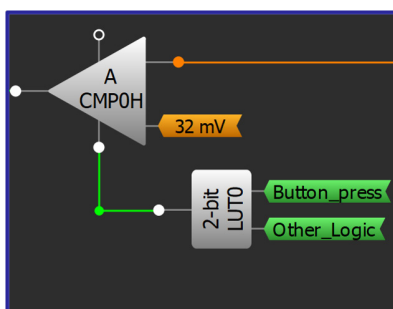 A
CMP0H
32 mV
2-bit
LUT0
Button_press
Other_Logic